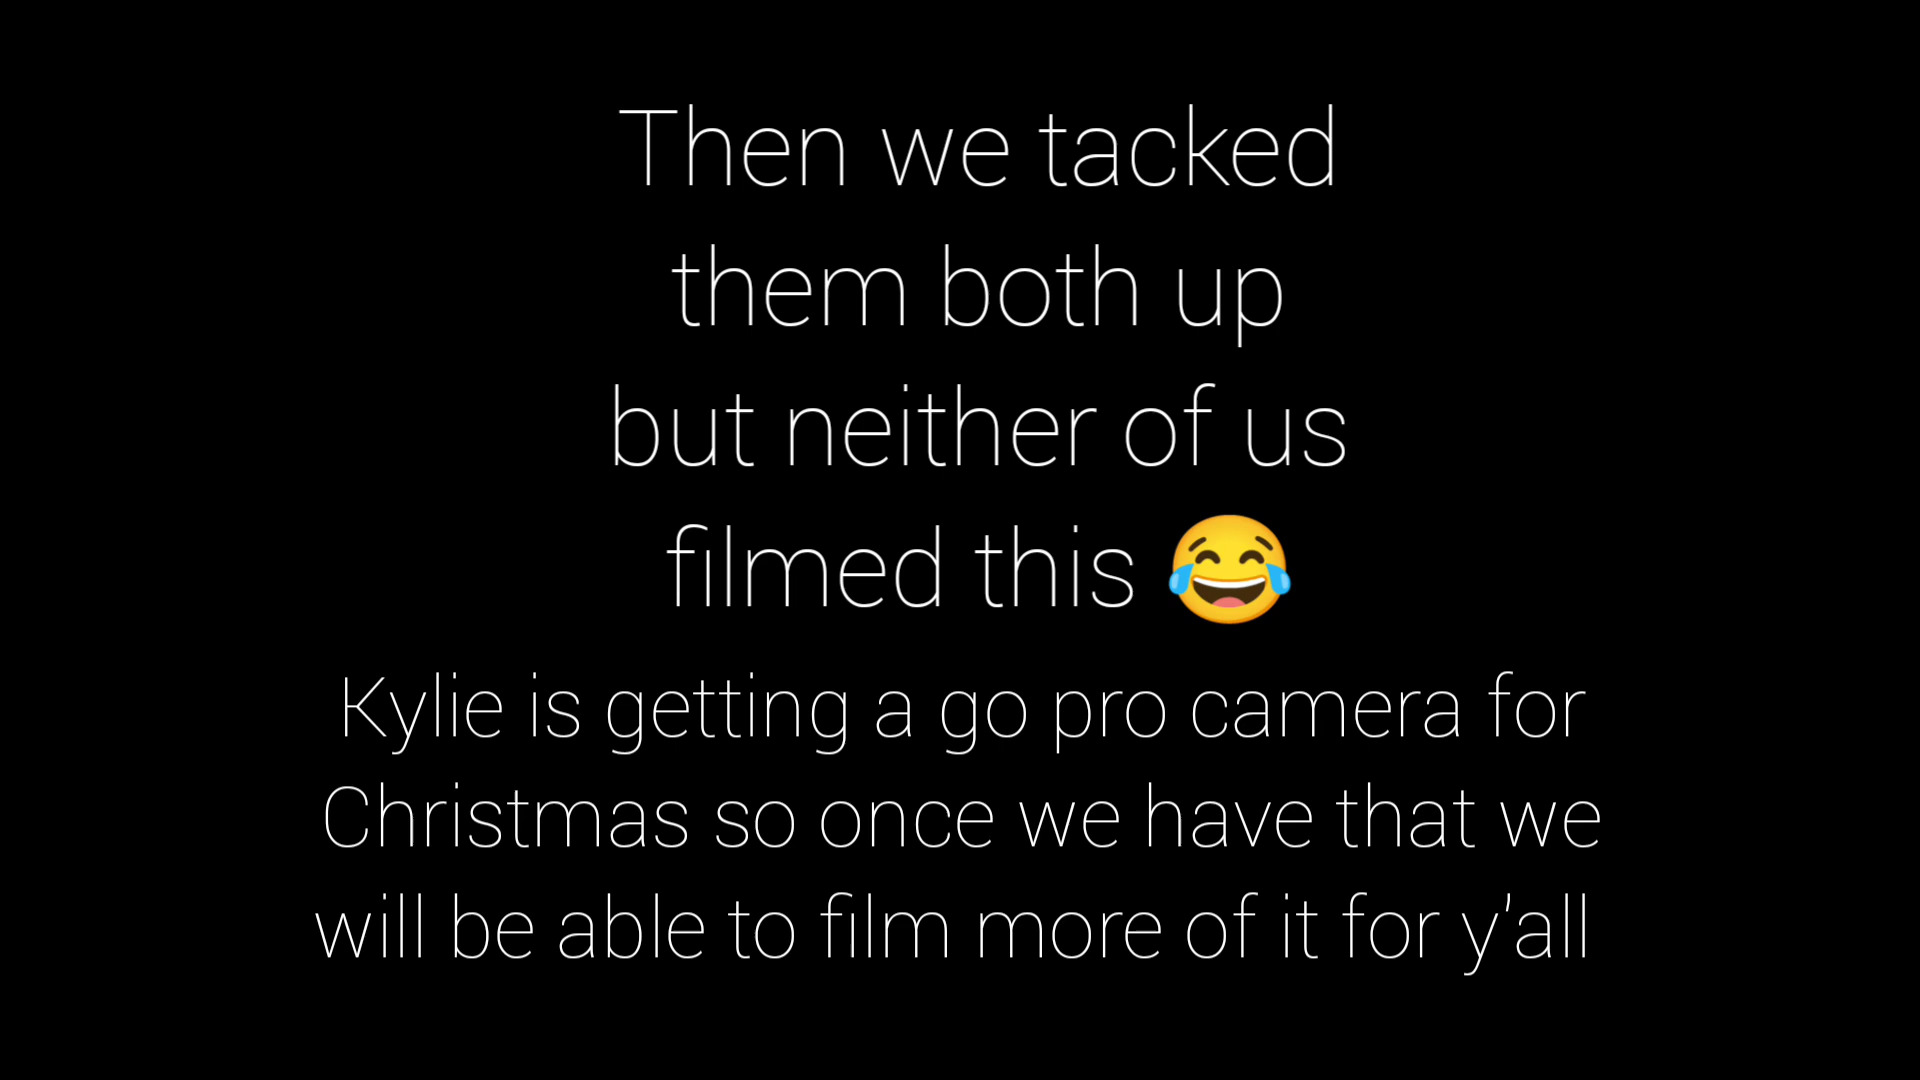 Then we tacked
them both up
but neither of us
filmed this 😂
Kylie is getting a go pro camera for
Christmas so once we have that we
will be able to film more of it for y'all